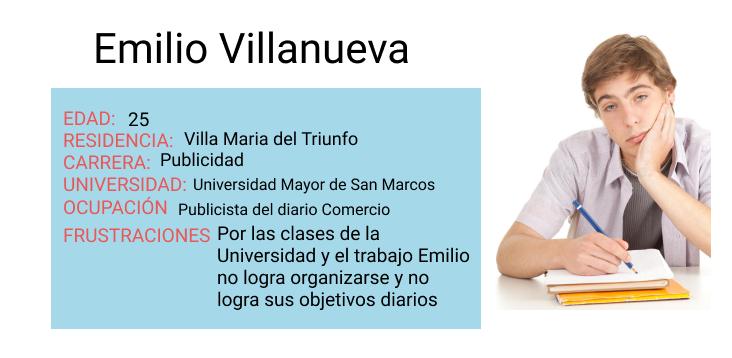 Emilio Villanueva
EDAD: 25
RESIDENCIA: Villa Maria del Triunfo
CARRERA: Publicidad
UNIVERSIDAD: Universidad Mayor de San Marcos
OCUPACIÓN Publicista del diario Comercio
FRUSTRACIONES Por las clases de la
Universidad y el trabajo Emilio
no logra organizarse y no
logra sus objetivos diarios